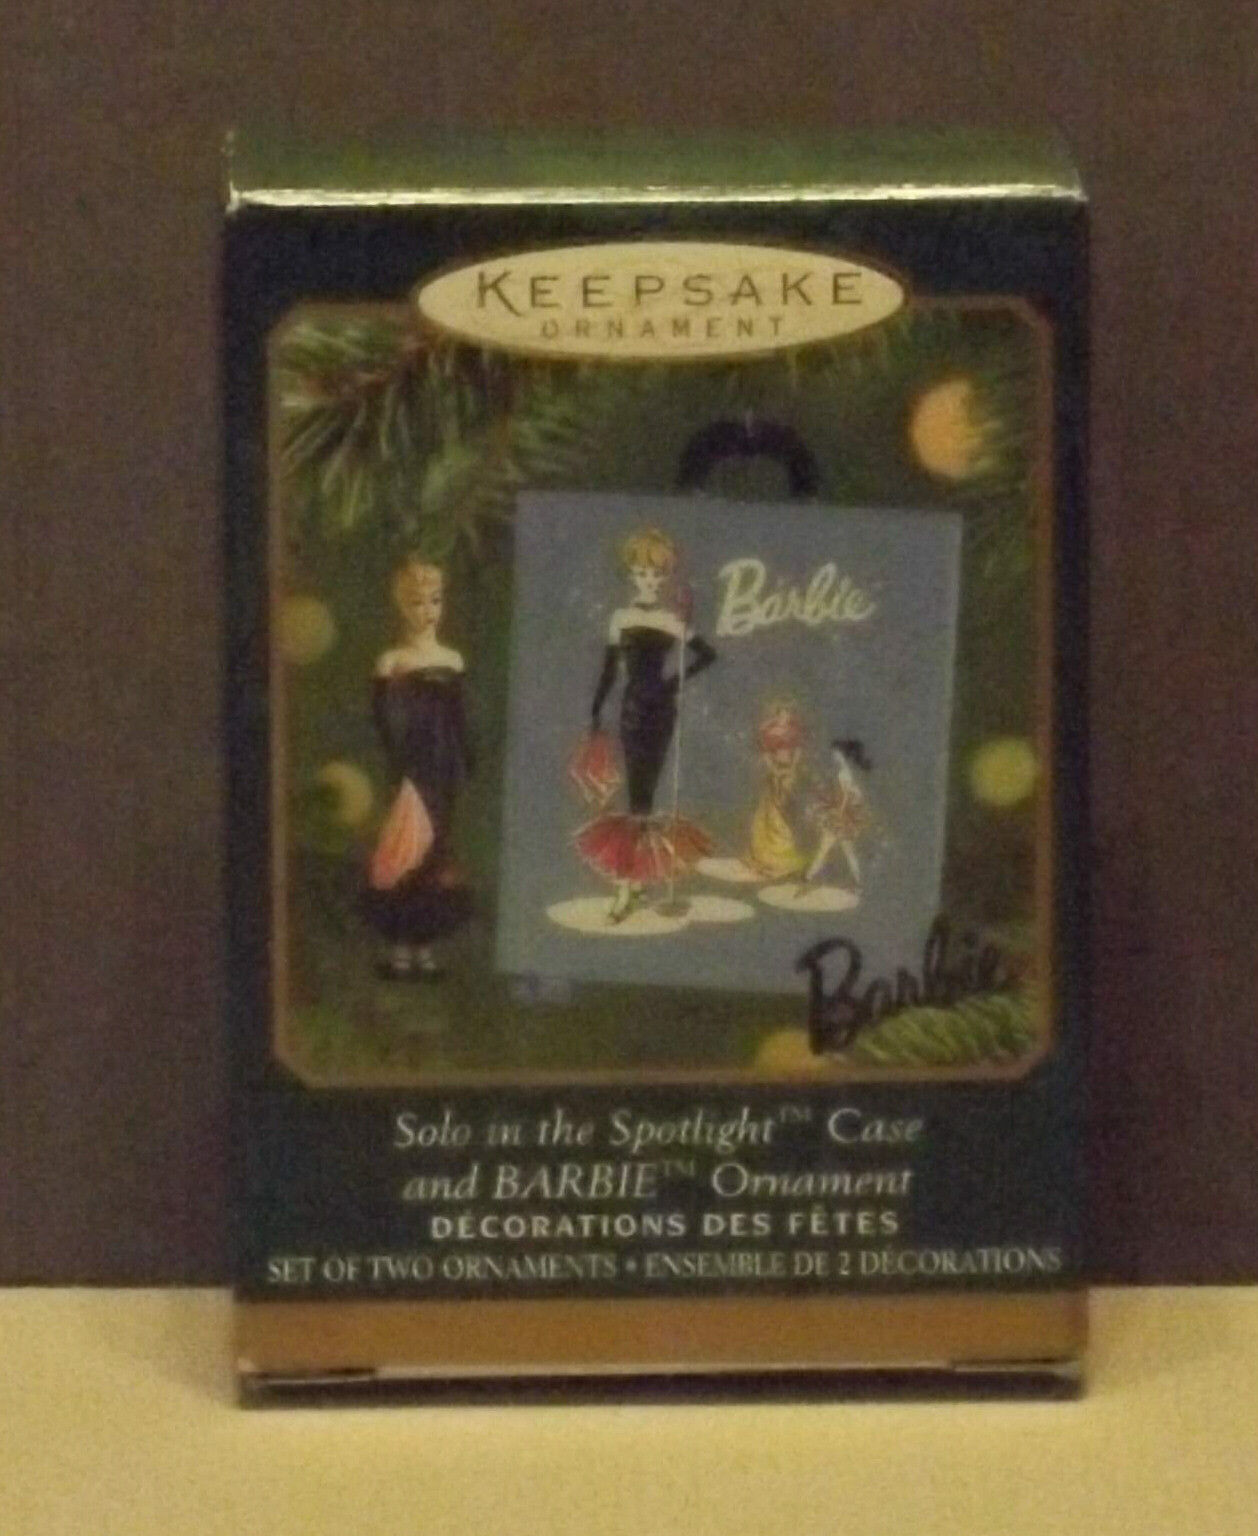 KEEPSAKE
ORNAMENT
Barbie
Barbie
Solo in the Spotlight™ Case
and BARBIE™ Ornament
DÉCORATIONS DES FÊTES
SET OF TWO ORNAMENTS • ENSEMBLE DE 2 DÉCORATIONS